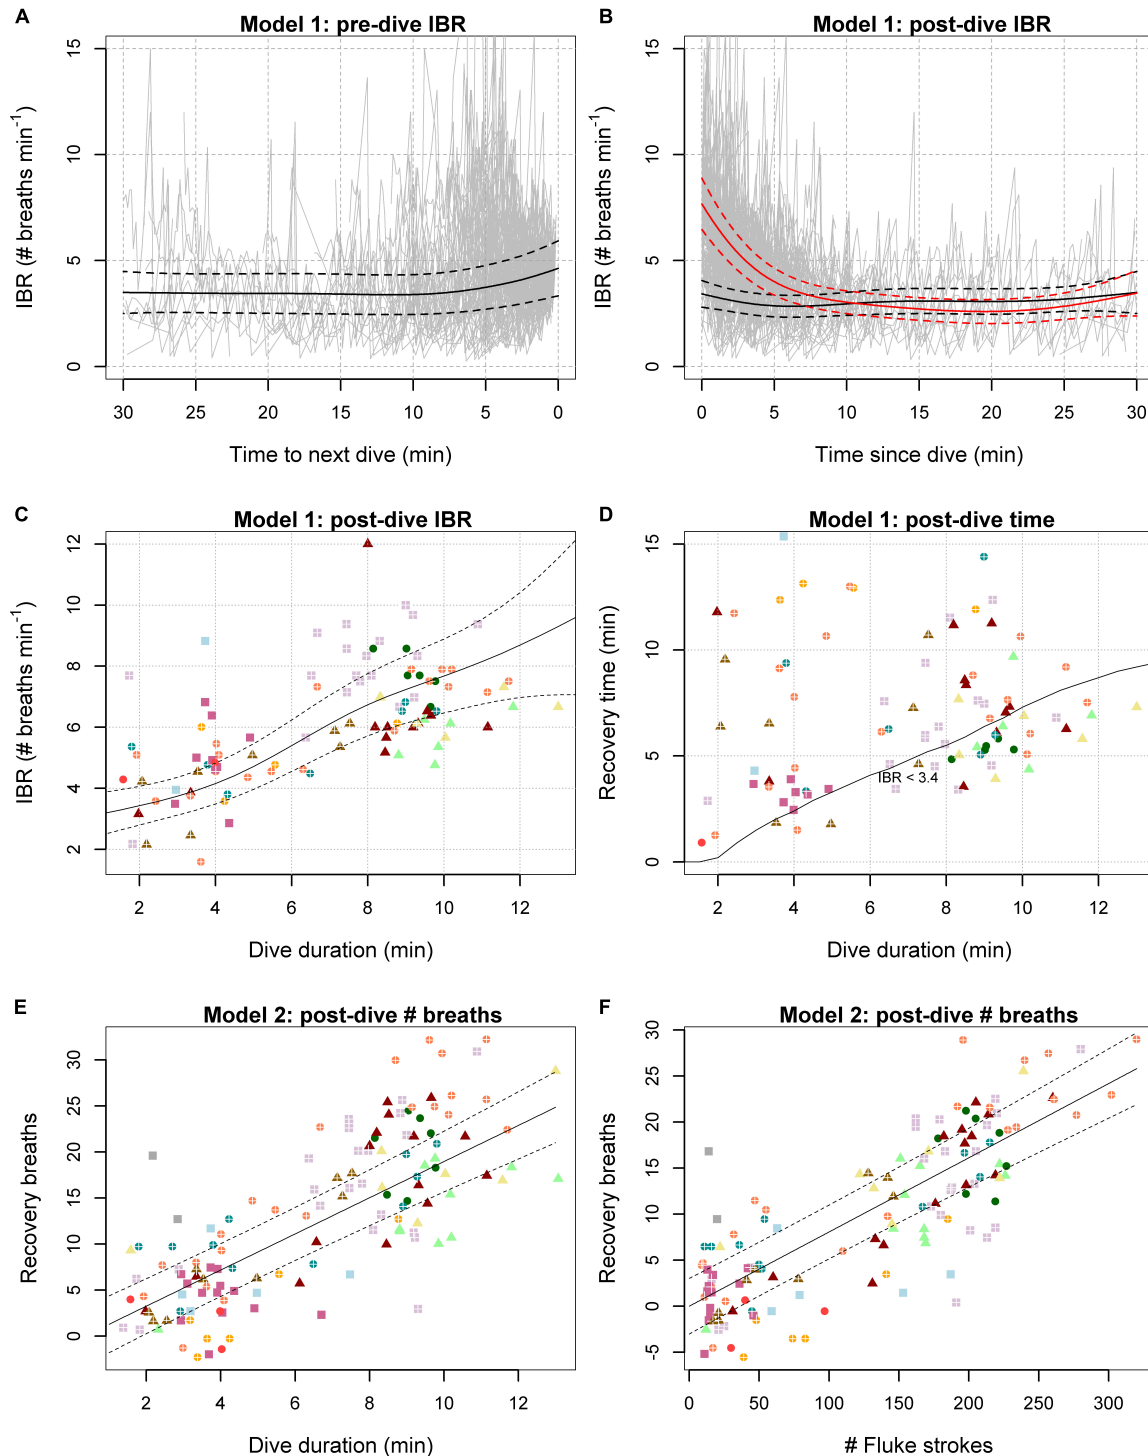 A
Model 1: pre-dive IBR
IBR (# breaths min⁻¹)
15
10
5
0
30 25 20 15 10 5 0
Time to next dive (min)
B
Model 1: post-dive IBR
IBR (# breaths min⁻¹)
15
10
5
0
0 5 10 15 20 25 30
Time since dive (min)
C
Model 1: post-dive IBR
IBR (# breaths min⁻¹)
12
10
8
6
4
2
2 4 6 8 10 12
Dive duration (min)
D
Model 1: post-dive time
Recovery time (min)
15
10
5
0
IBR < 3.4
2 4 6 8 10 12
Dive duration (min)
E
Model 2: post-dive # breaths
Recovery breaths
30
25
20
15
10
5
0
2 4 6 8 10 12
Dive duration (min)
F
Model 2: post-dive # breaths
Recovery breaths
30
25
20
15
10
5
0
-5
0 50 100 150 200 250 300
# Fluke strokes